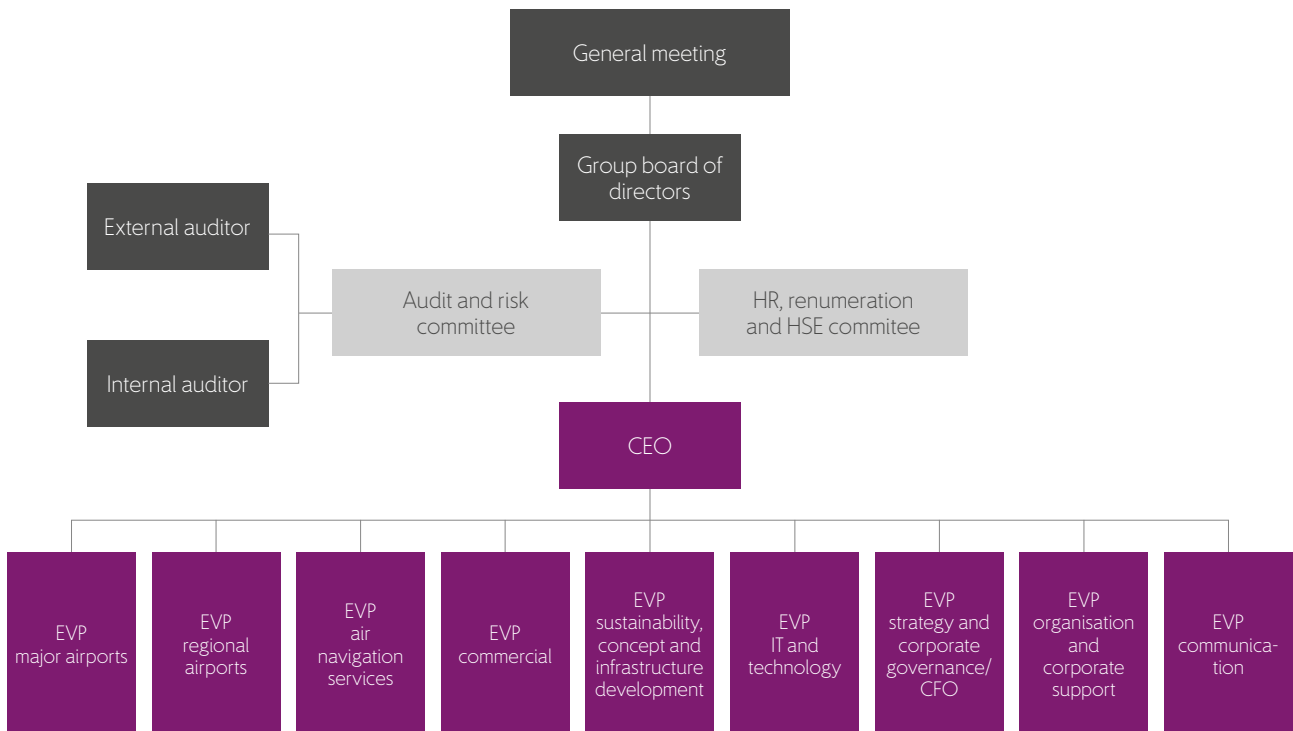 General meeting
Group board of
directors
External auditor
Audit and risk
committee
HR, renumeration
and HSE commitee
Internal auditor
CEO
EVP
major airports
EVP
regional
airports
EVP
air
navigation
services
EVP
commercial
EVP
sustainability,
concept and
infrastructure
development
EVP
IT and
technology
EVP
strategy and
corporate
governance/
CFO
EVP
organisation
and
corporate
support
EVP
communica-
tion